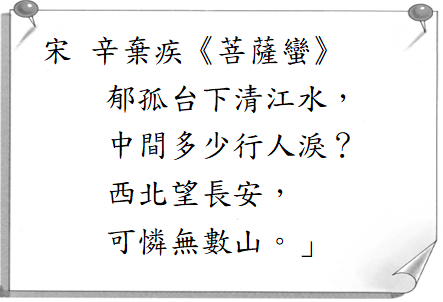 宋 辛棄疾《菩薩蠻》
郁孤台下清江水，
中間多少行人淚？
西北望長安，
可憐無數山。」